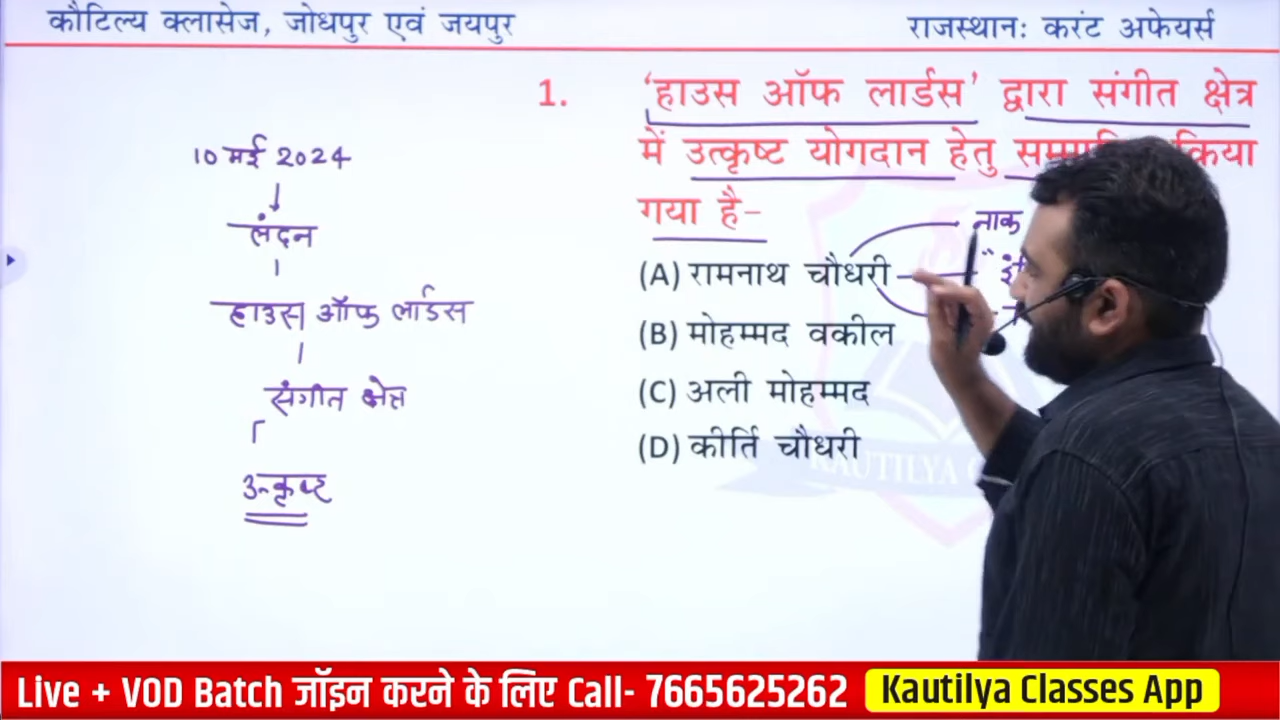 कौटिल्य क्लासेज, जोधपुर एवं जयपुर
राजस्थानः करंट अफेयर्स
1. ‘हाउस ऑफ लार्डस’ द्वारा संगीत क्षेत्र
में उत्कृष्ट योगदान हेतु किया
गया है-
(A) रामनाथ चौधरी
(B) मोहम्मद वकील
(C) अली मोहम्मद
(D) कीर्ति चौधरी
नाक
10 मई 2024
लंदन
हाउस ऑफ लार्डस
संगीत क्षेत्र
उत्कृष्ट
KAUTILYA
Live + VOD Batch जॉइन करने के लिए Call- 7665625262
Kautilya Classes App